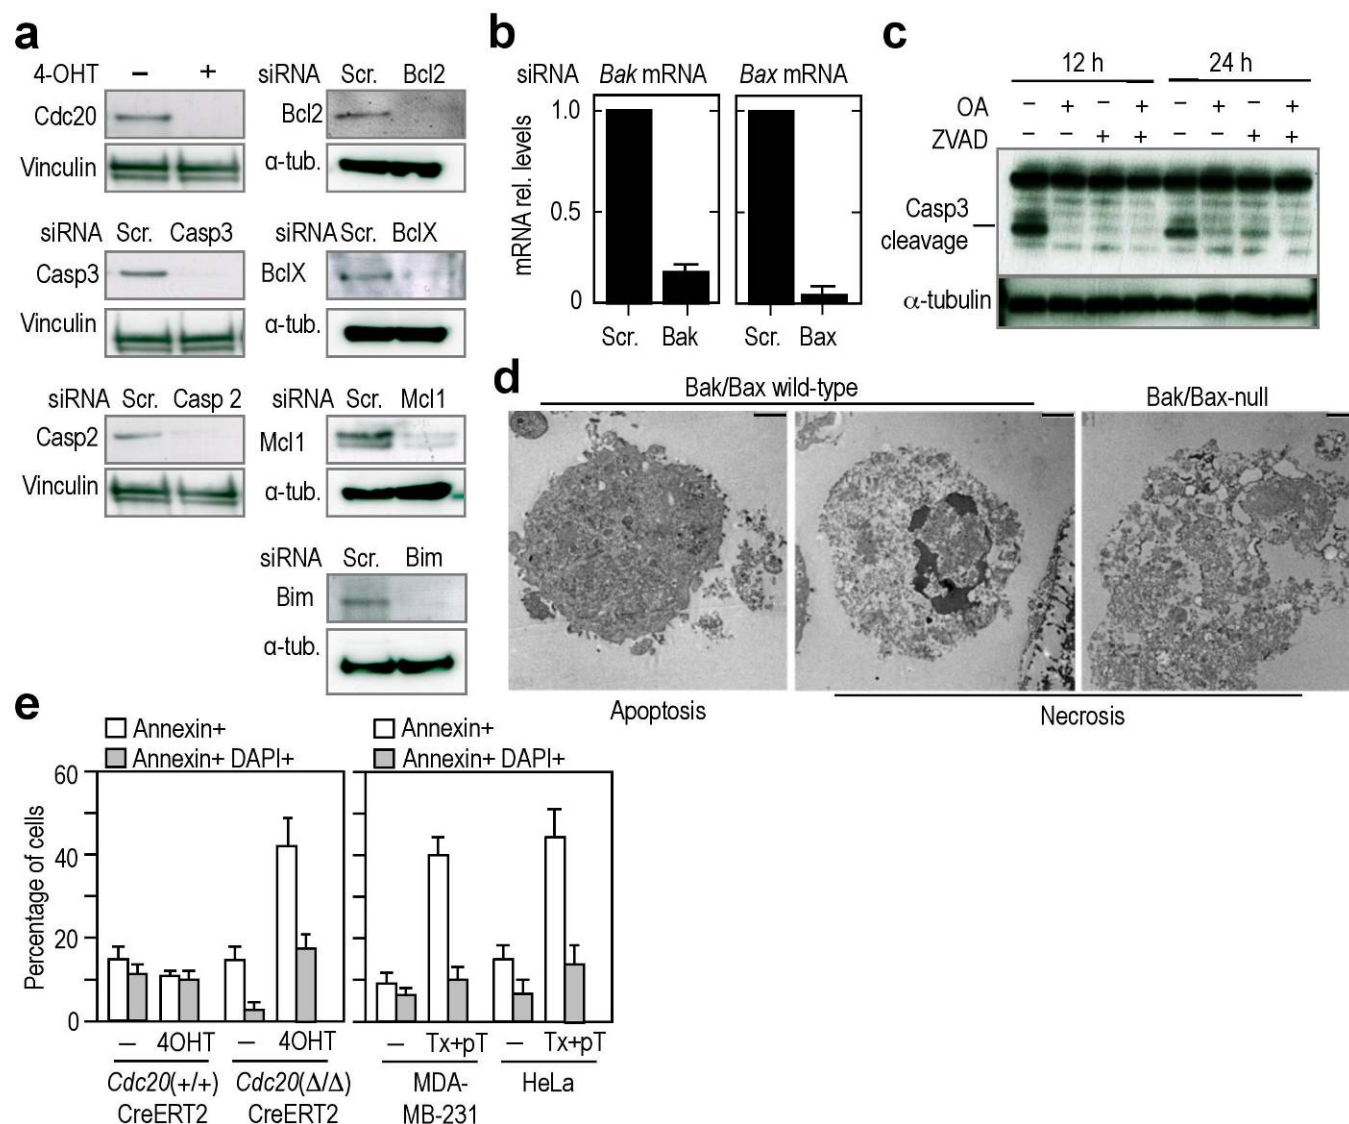 a
4-OHT − +
Cdc20
Vinculin
siRNA Scr. Casp3
Casp3
Vinculin
siRNA Scr. Casp 2
Casp2
Vinculin
siRNA Scr. Bcl2
Bcl2
α-tub.
siRNA Scr. BclX
BclX
α-tub.
siRNA Scr. Mcl1
Mcl1
α-tub.
siRNA Scr. Bim
Bim
α-tub.
b
siRNA Bak mRNA Bax mRNA
mRNA rel. levels
1.0
0.5
0
Scr. Bak Scr. Bax
c
12 h 24 h
OA − + − + − + − +
ZVAD − − + + − − + +
Casp3
cleavage
α-tubulin
d
Bak/Bax wild-type Bak/Bax-null
Apoptosis Necrosis
e
Annexin+
Annexin+ DAPI+
Annexin+
Annexin+ DAPI+
Percentage of cells
60
40
20
0
− 4OHT − 4OHT − Tx+pT − Tx+pT
Cdc20(+/+) Cdc20(Δ/Δ) MDA- HeLa
CreERT2 CreERT2 MB-231